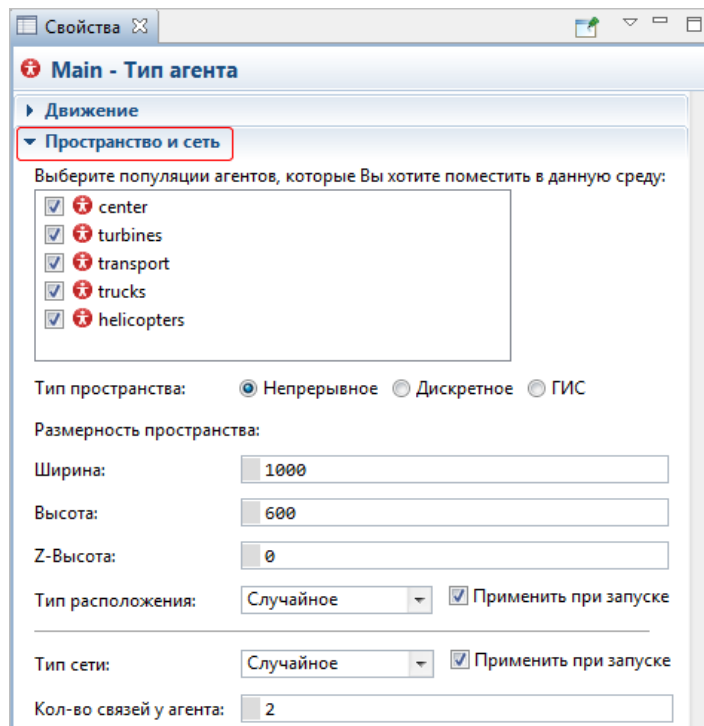 Свойства
Main - Тип агента
Движение
Пространство и сеть
Выберите популяции агентов, которые Вы хотите поместить в данную среду:
center
turbines
transport
trucks
helicopters
Тип пространства: Непрерывное Дискретное ГИС
Размерность пространства:
Ширина: 1000
Высота: 600
Z-Высота: 0
Тип расположения: Случайное Применить при запуске
Тип сети: Случайное Применить при запуске
Кол-во связей у агента: 2